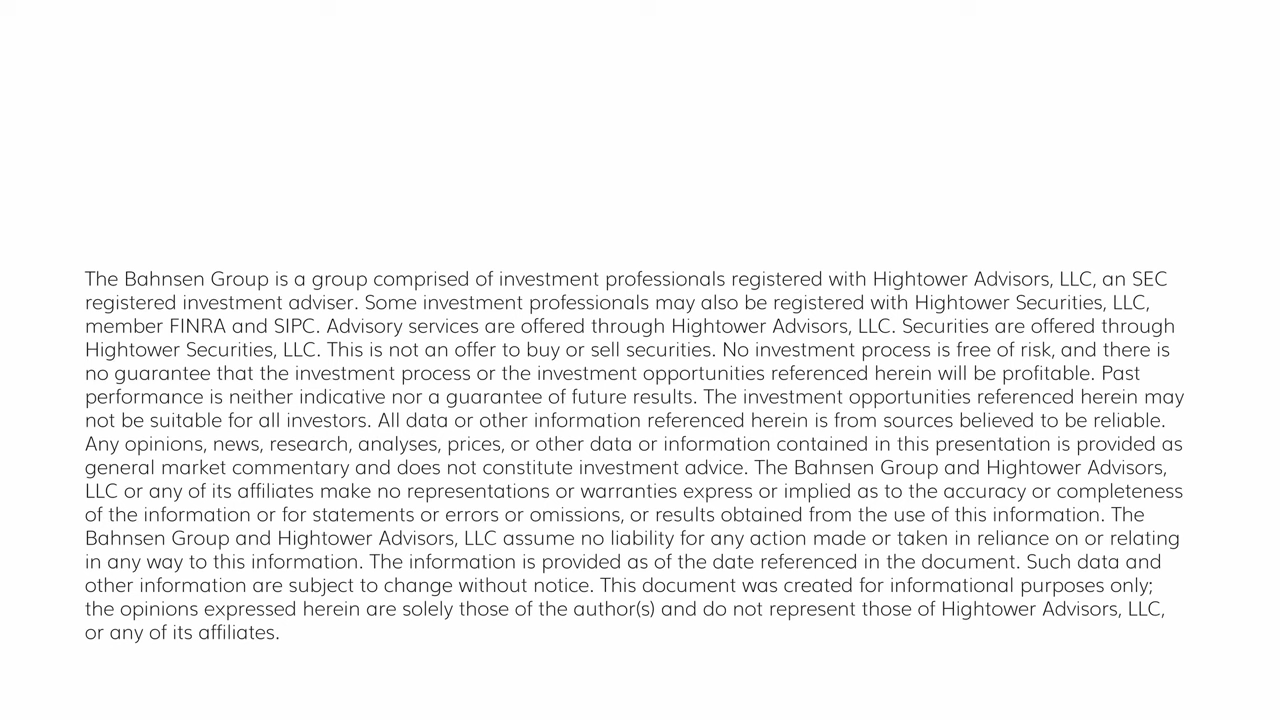 The Bahnsen Group is a group comprised of investment professionals registered with Hightower Advisors, LLC, an SEC
registered investment adviser. Some investment professionals may also be registered with Hightower Securities, LLC,
member FINRA and SIPC. Advisory services are offered through Hightower Advisors, LLC. Securities are offered through
Hightower Securities, LLC. This is not an offer to buy or sell securities. No investment process is free of risk, and there is
no guarantee that the investment process or the investment opportunities referenced herein will be profitable. Past
performance is neither indicative nor a guarantee of future results. The investment opportunities referenced herein may
not be suitable for all investors. All data or other information referenced herein is from sources believed to be reliable.
Any opinions, news, research, analyses, prices, or other data or information contained in this presentation is provided as
general market commentary and does not constitute investment advice. The Bahnsen Group and Hightower Advisors,
LLC or any of its affiliates make no representations or warranties express or implied as to the accuracy or completeness
of the information or for statements or errors or omissions, or results obtained from the use of this information. The
Bahnsen Group and Hightower Advisors, LLC assume no liability for any action made or taken in reliance on or relating
in any way to this information. The information is provided as of the date referenced in the document. Such data and
other information are subject to change without notice. This document was created for informational purposes only;
the opinions expressed herein are solely those of the author(s) and do not represent those of Hightower Advisors, LLC,
or any of its affiliates.